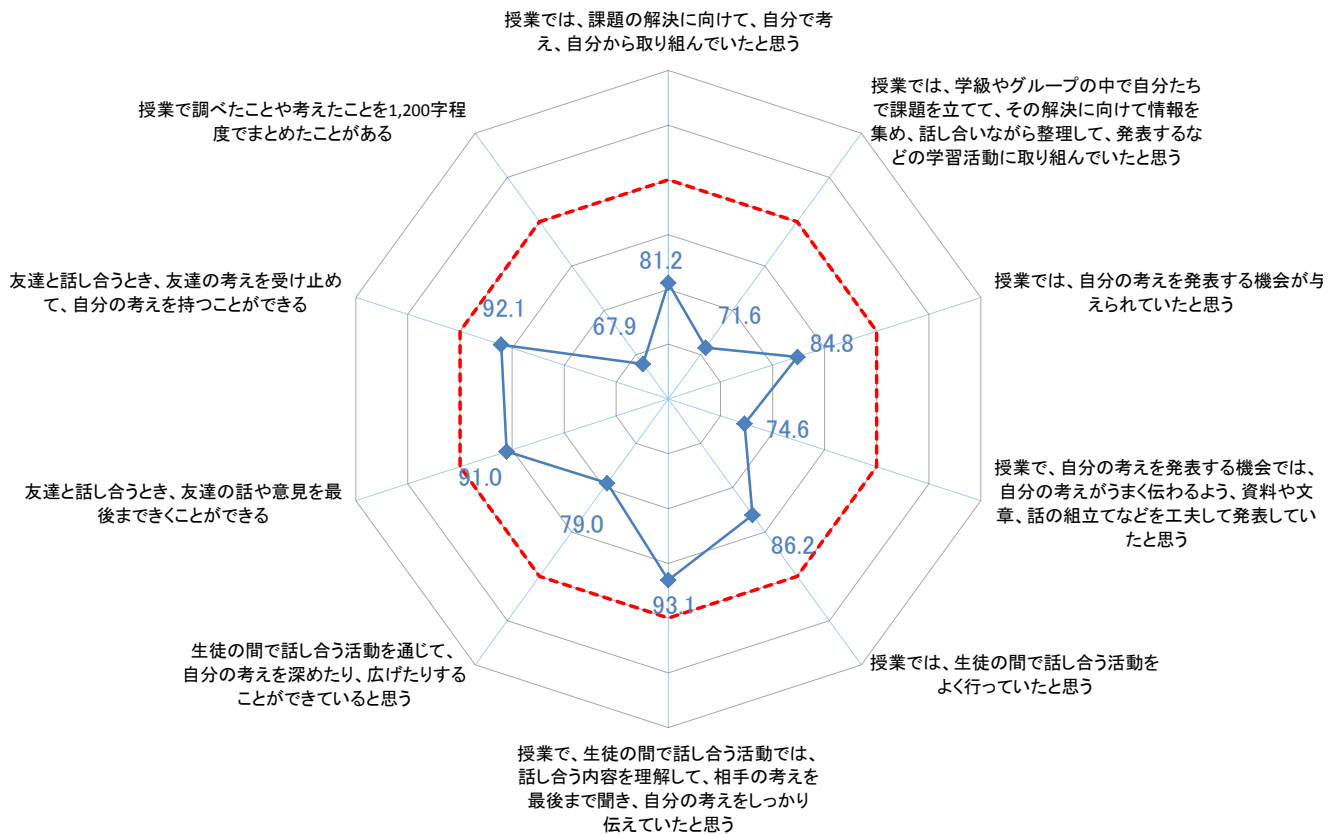 授業では、課題の解決に向けて、自分で考
え、自分から取り組んでいたと思う
授業では、学級やグループの中で自分たち
で課題を立てて、その解決に向けて情報を
集め、話し合いながら整理して、発表するな
どの学習活動に取り組んでいたと思う
授業では、自分の考えを発表する機会が与
えられていたと思う
授業で、自分の考えを発表する機会では、
自分の考えがうまく伝わるよう、資料や文
章、話の組立てなどを工夫して発表してい
たと思う
授業では、生徒の間で話し合う活動を
よく行っていたと思う
授業で、生徒の間で話し合う活動では、
話し合う内容を理解して、相手の考えを
最後まで聞き、自分の考えをしっかり
伝えていたと思う
生徒の間で話し合う活動を通じて、
自分の考えを深めたり、広げたりする
ことができていると思う
友達と話し合うとき、友達の話や意見を最
後まできくことができる
友達と話し合うとき、友達の考えを受け止め
て、自分の考えを持つことができる
授業で調べたことや考えたことを1,200字程
度でまとめたことがある
81.2
71.6
84.8
74.6
86.2
93.1
79.0
91.0
92.1
67.9